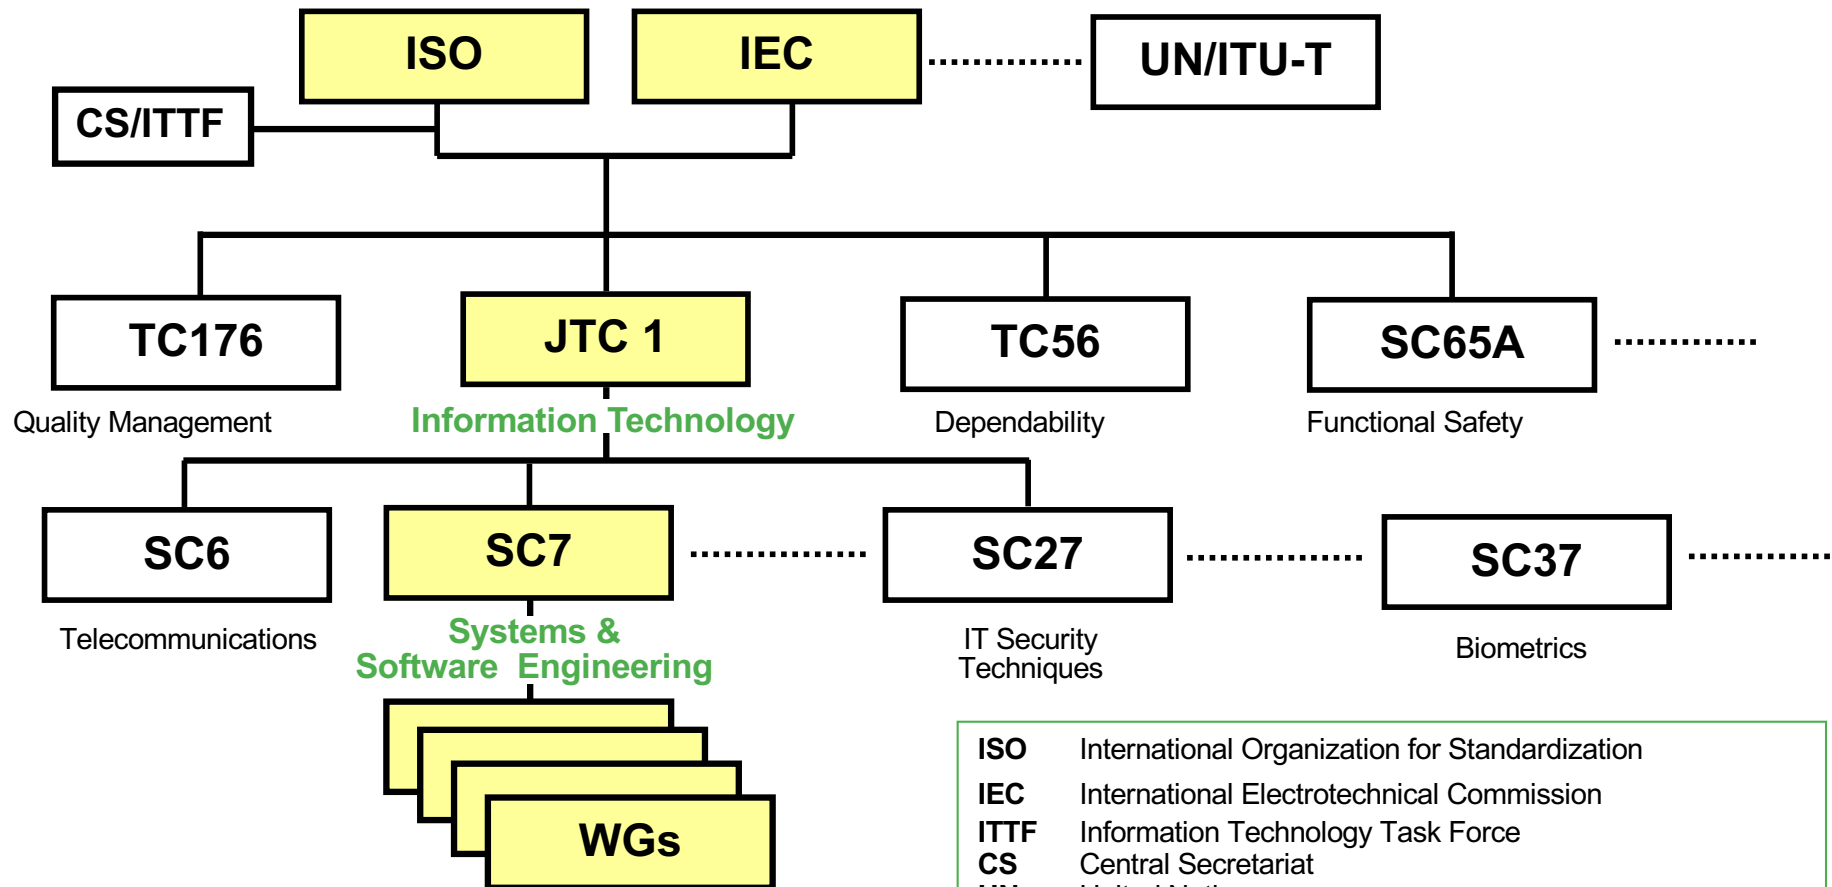 ISO
IEC
UN/ITU-T
CS/ITTF
TC176
JTC 1
TC56
SC65A
Quality Management
Information Technology
Dependability
Functional Safety
SC6
SC7
SC27
SC37
Telecommunications
Systems &
Software Engineering
IT Security
Techniques
Biometrics
WGs
ISO International Organization for Standardization
IEC International Electrotechnical Commission
ITTF Information Technology Task Force
CS Central Secretariat